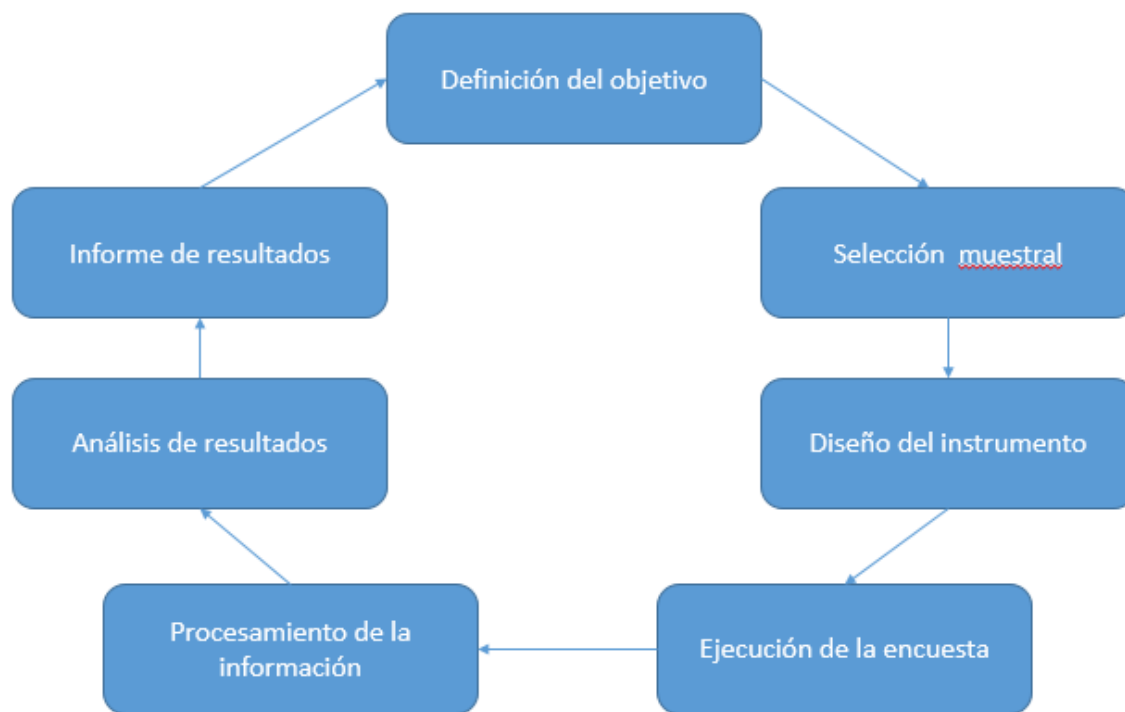 Definición del objetivo
Selección  muestral
Diseño del instrumento
Ejecución de la encuesta
Procesamiento de la
información
Análisis de resultados
Informe de resultados